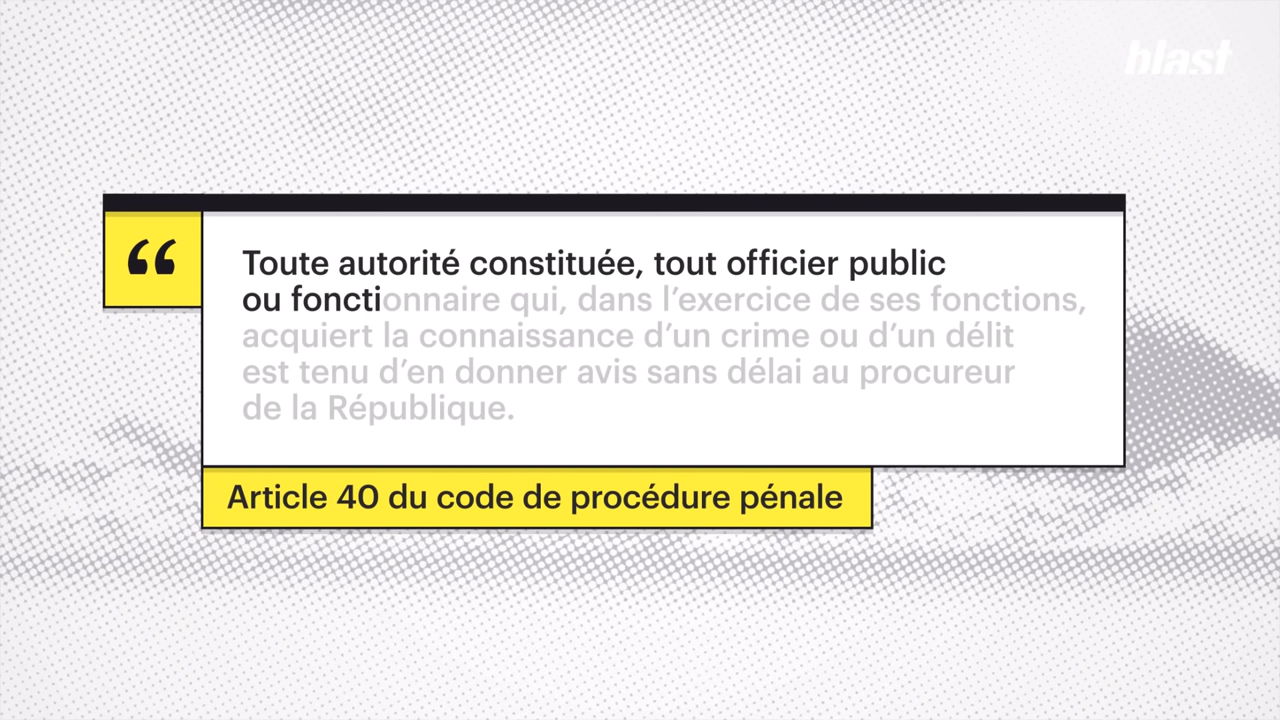 blast
“
Toute autorité constituée, tout officier public
ou fonctionnaire qui, dans l’exercice de ses fonctions,
acquiert la connaissance d’un crime ou d’un délit
est tenu d’en donner avis sans délai au procureur
de la République.
Article 40 du code de procédure pénale